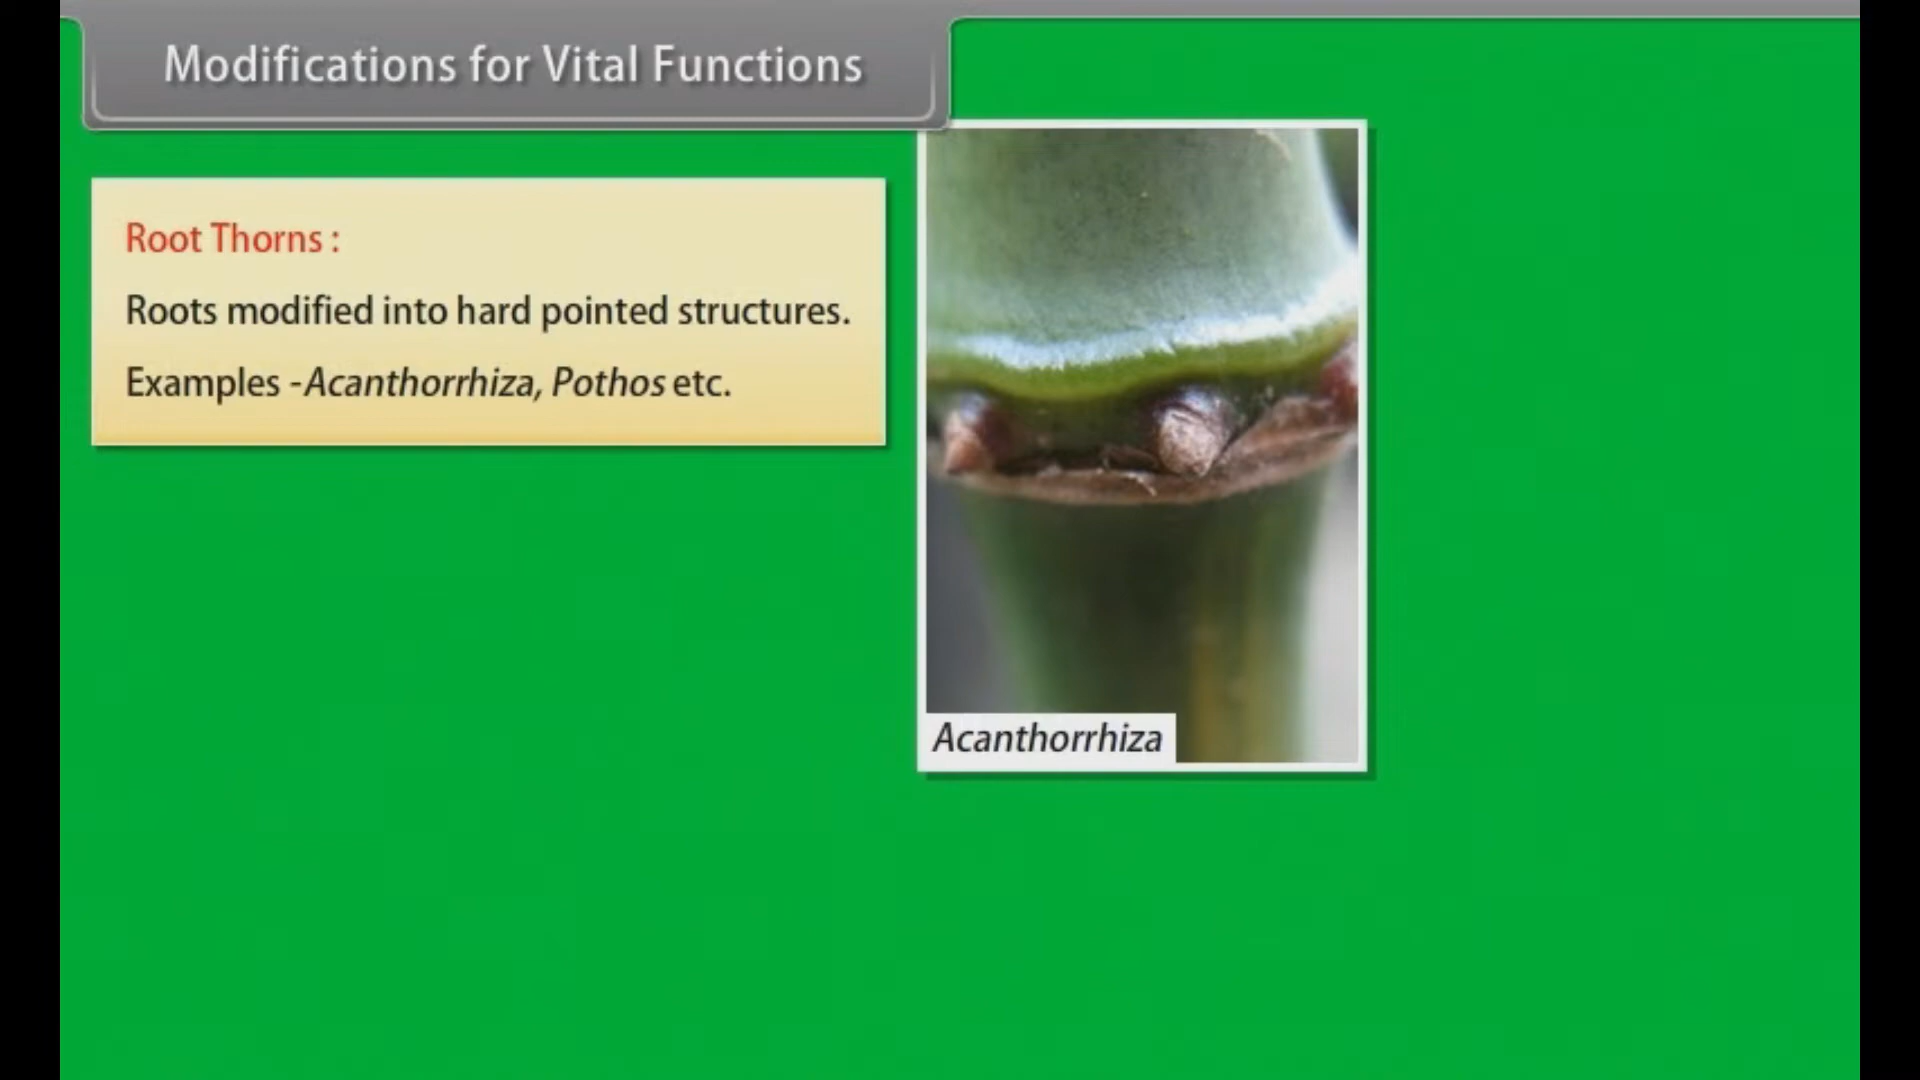 Modifications for Vital Functions
Root Thorns :
Roots modified into hard pointed structures.
Examples -Acanthorrhiza, Pothos etc.
Acanthorrhiza